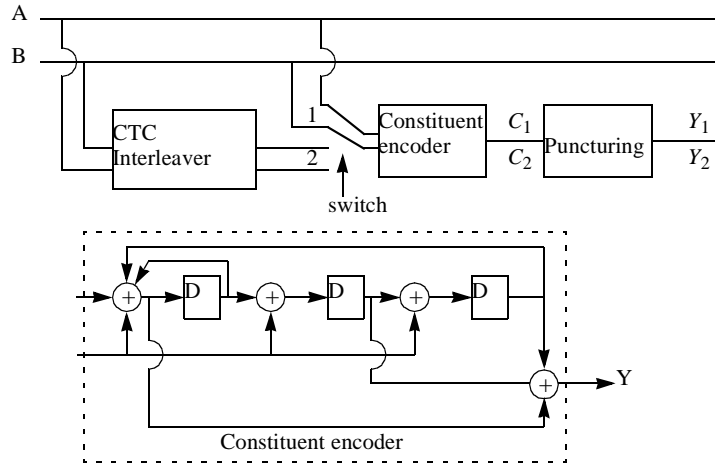 A
B
CTC
Interleaver
1
2
switch
Constituent
encoder
C1
C2
Puncturing
Y1
Y2
+
D
+
D
+
D
+
Y
Constituent encoder